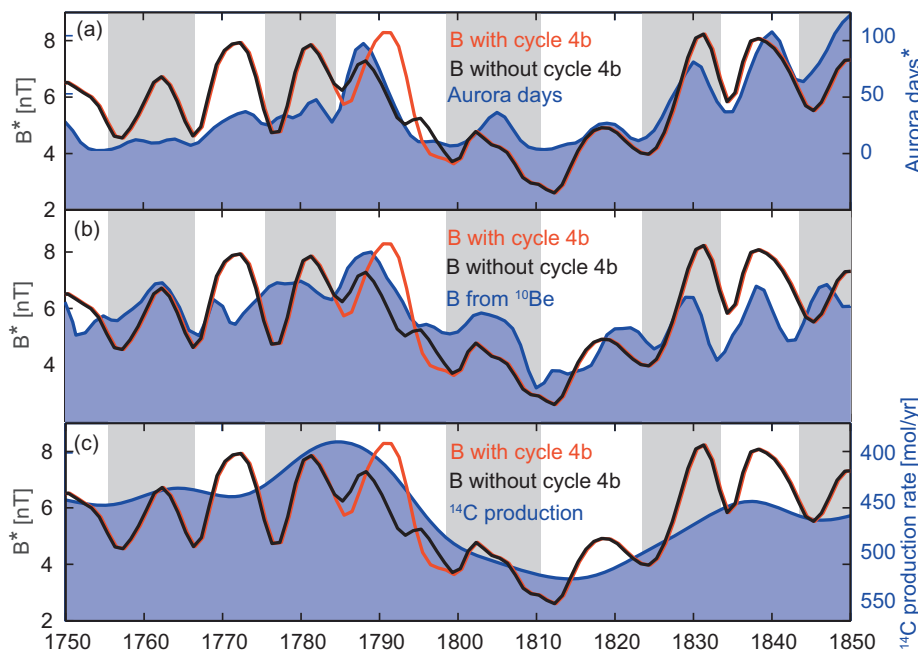 (a)
B with cycle 4b
B without cycle 4b
Aurora days
8
6
4
2
B* [nT]
100
50
0
Aurora days*
(b)
B with cycle 4b
B without cycle 4b
B from ¹⁰Be
8
6
4
B* [nT]
(c)
B with cycle 4b
B without cycle 4b
¹⁴C production
8
6
4
2
B* [nT]
400
450
500
550
¹⁴C production rate [mol/yr]
1750 1760 1770 1780 1790 1800 1810 1820 1830 1840 1850